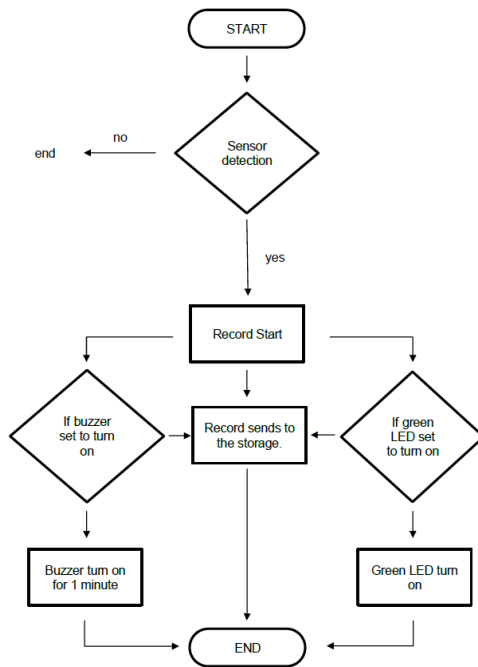 START
Sensor
detection
no
end
yes
Record Start
If buzzer
set to turn
on
Record sends to
the storage.
If green
LED set
to turn on
Buzzer turn on
for 1 minute
Green LED turn
on
END